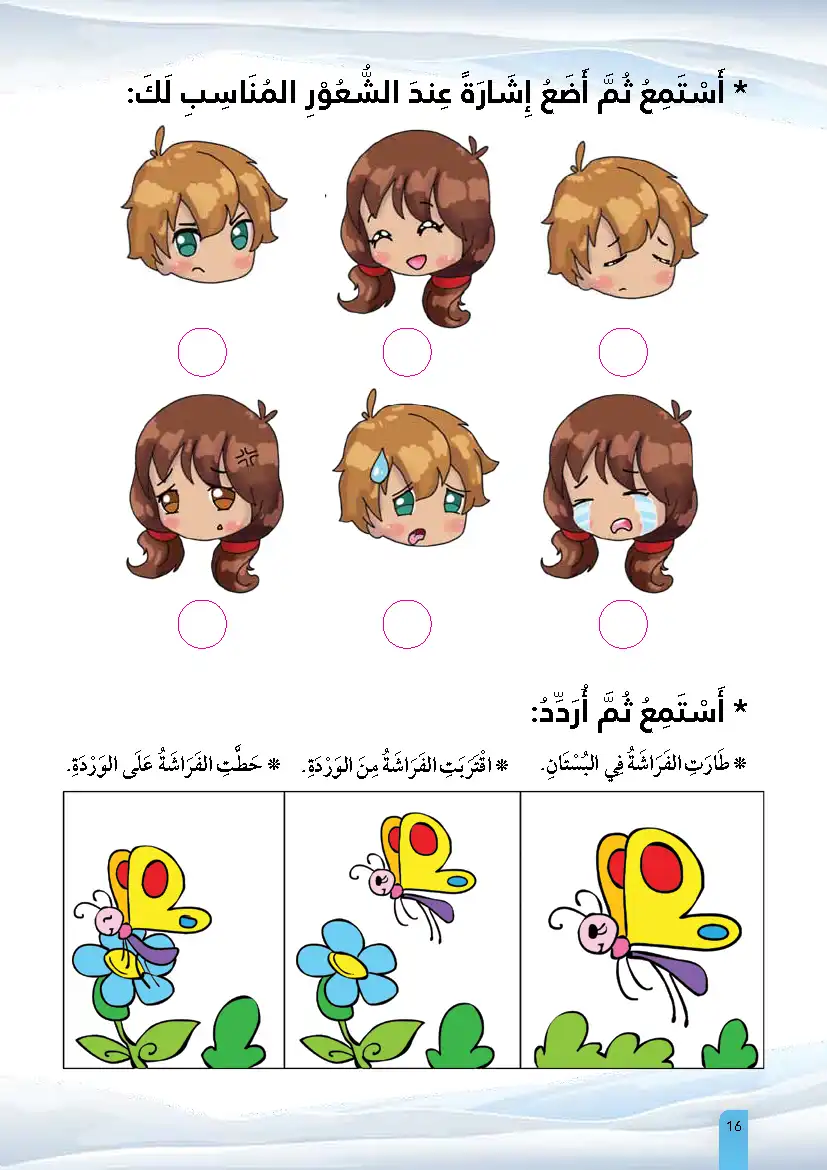 * أَسْتَمِعُ ثُمَّ أَضَعُ إِشَارَةً عِندَ الشُّعُوْرِ المُنَاسِبِ لَكَ:
* أَسْتَمِعُ ثُمَّ أُرَدِّدُ:
* طَارَتِ الفَرَاشَةُ فِي البُسْتَانِ.
* اقْتَرَبَتِ الفَرَاشَةُ مِنَ الوَرْدَةِ.
* حَطَّتِ الفَرَاشَةُ عَلَى الوَرْدَةِ.
16